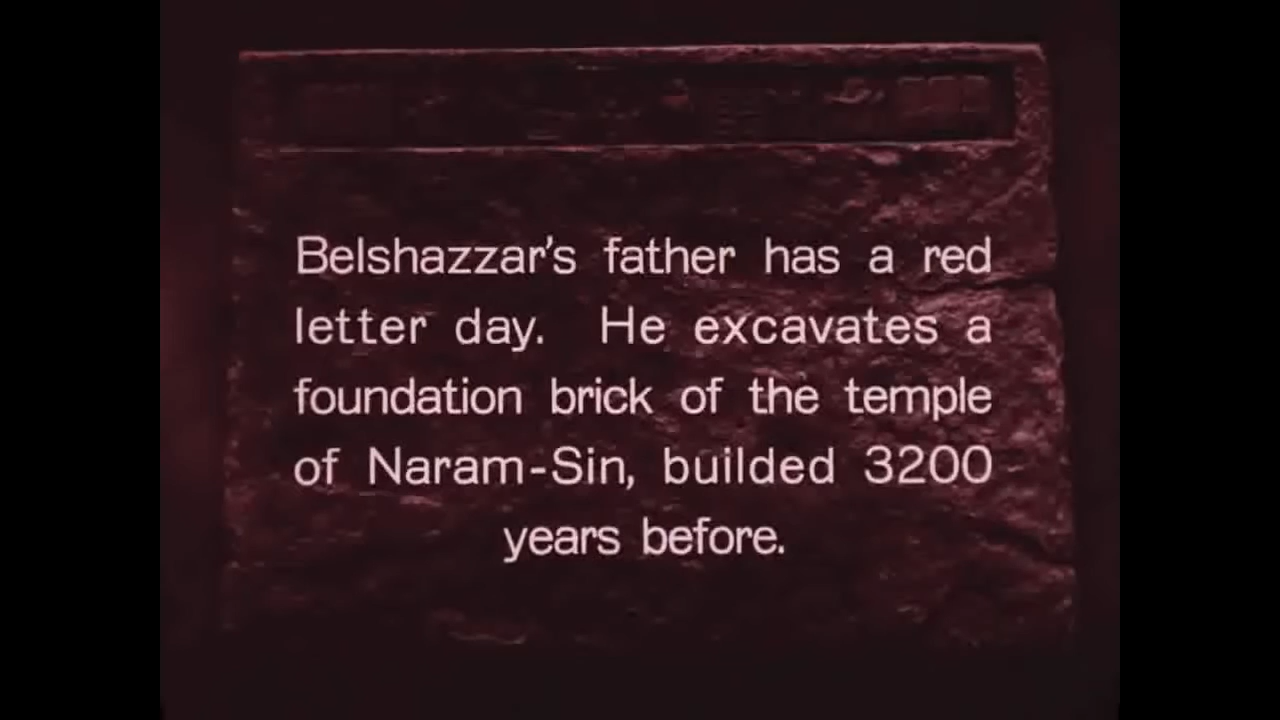 Belshazzar's father has a red
letter day. He excavates a
foundation brick of the temple
of Naram-Sin, builded 3200
years before.